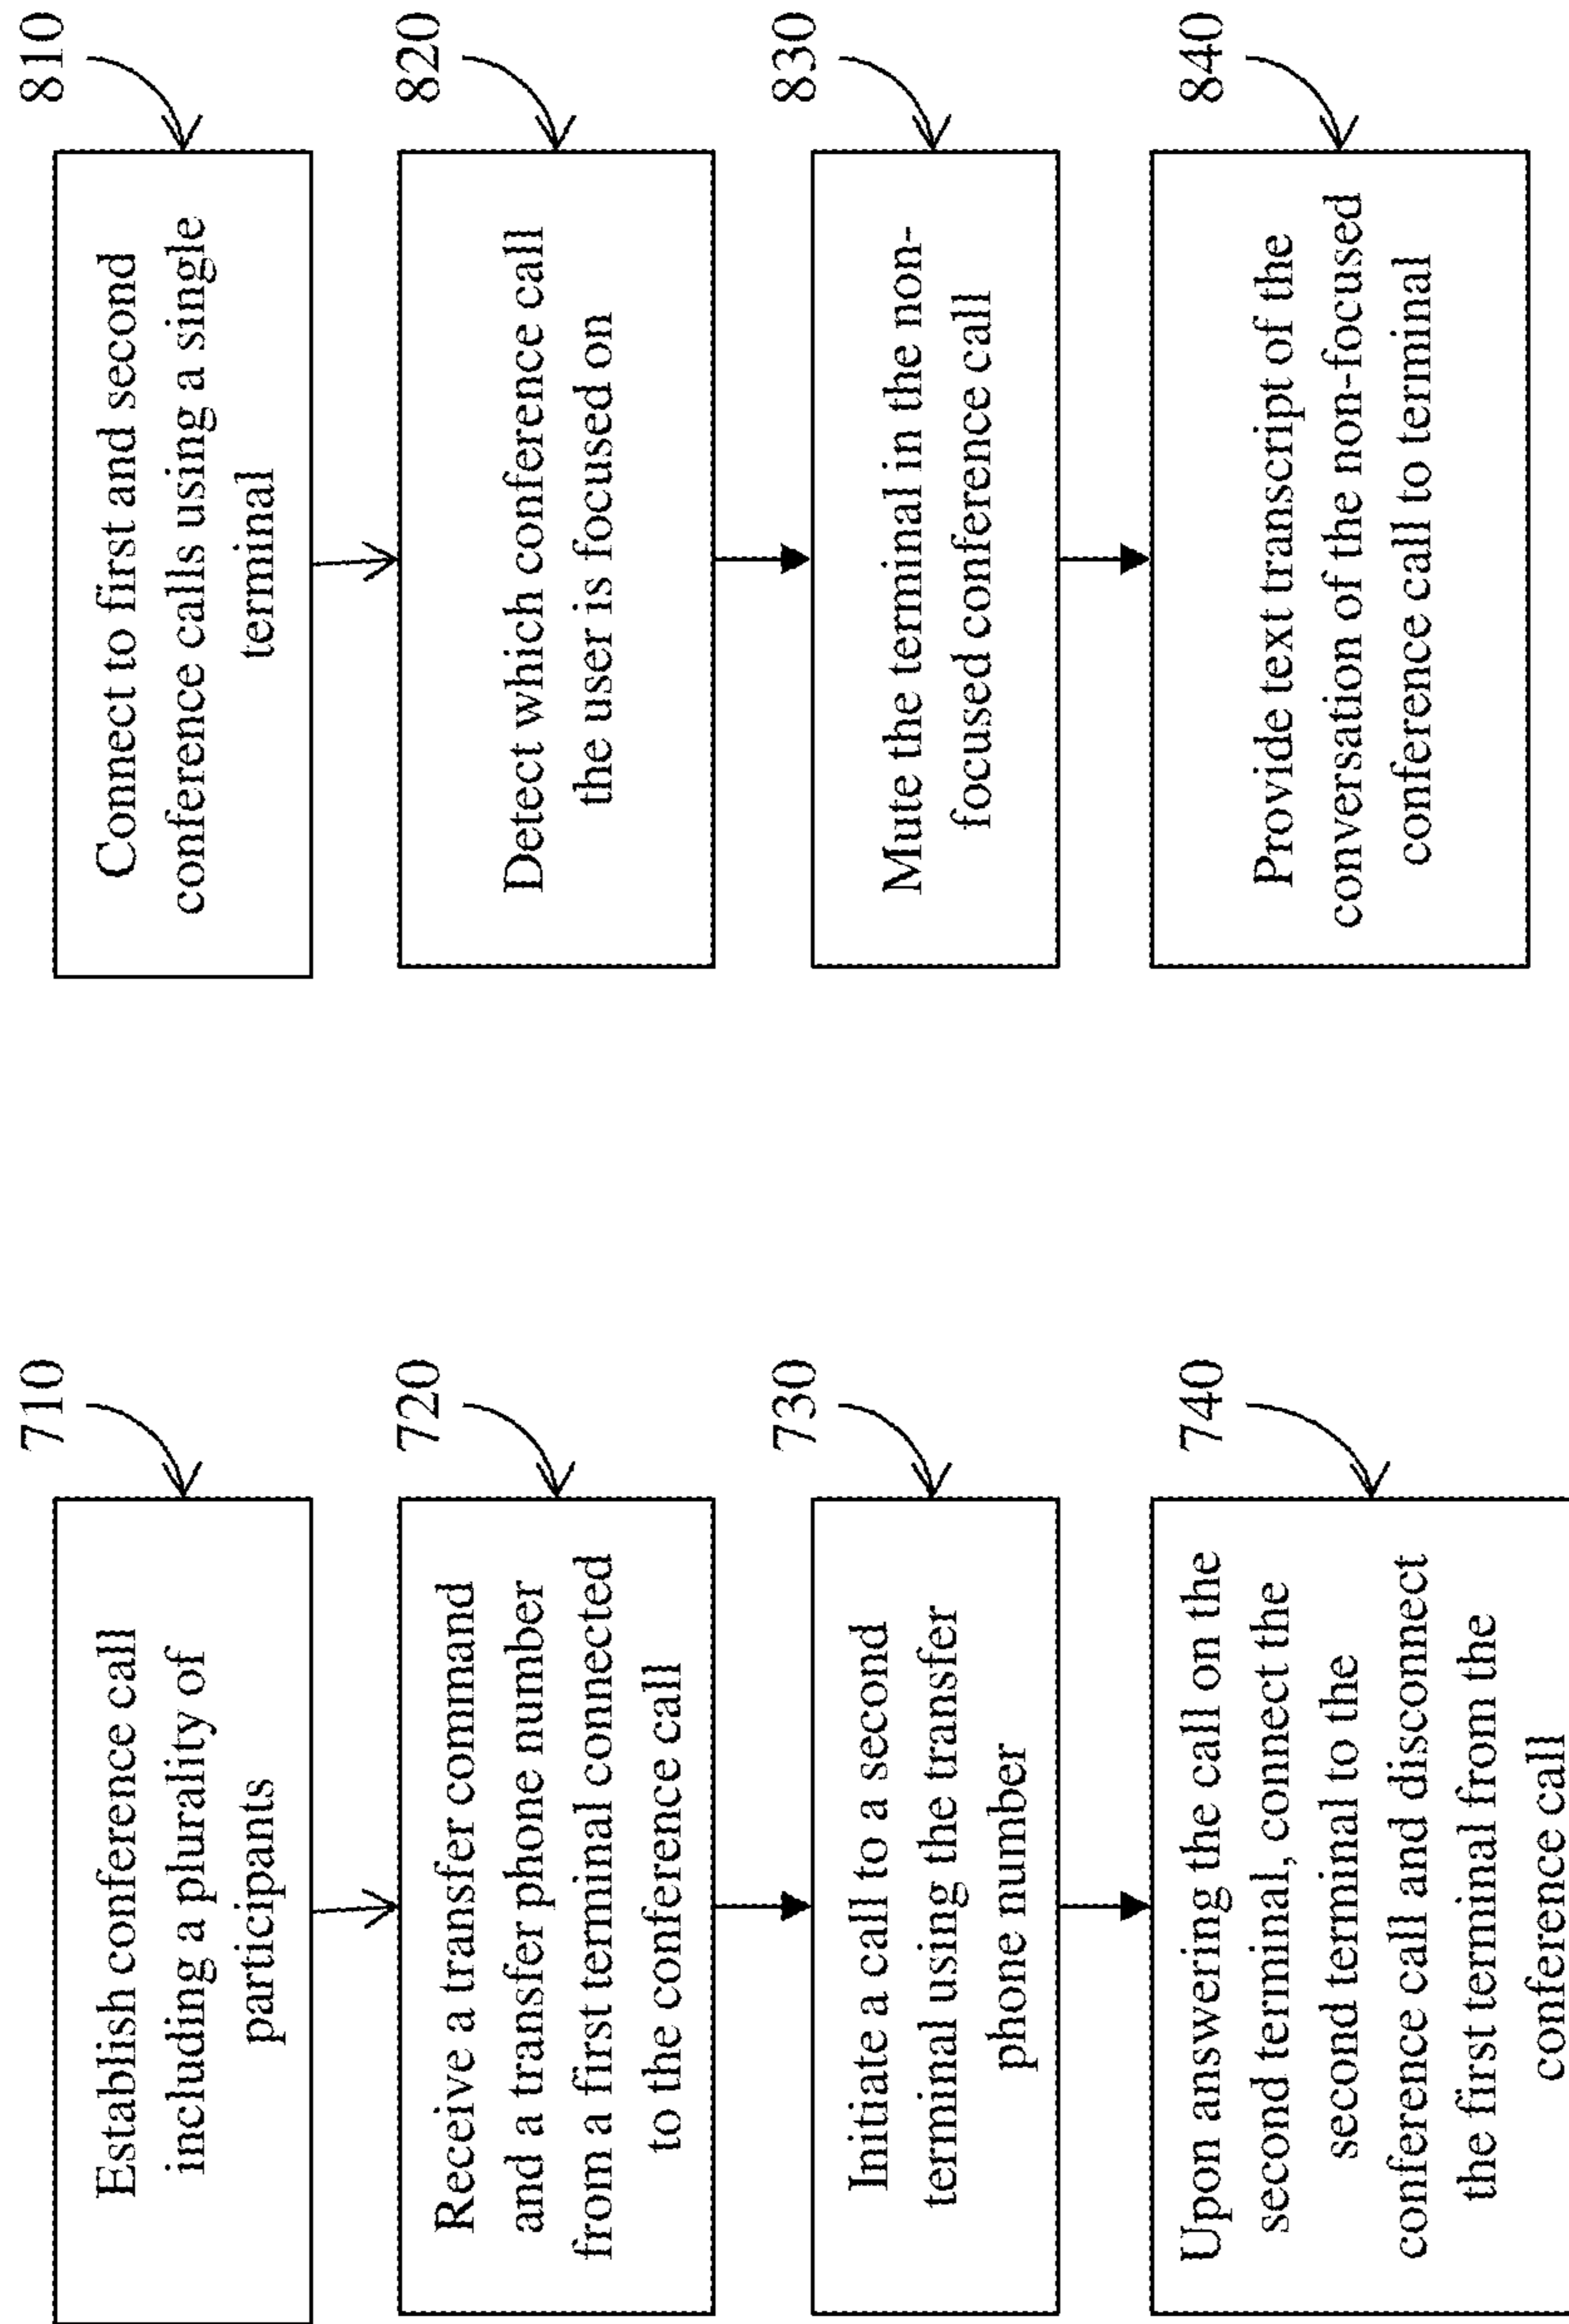 710
Establish conference call
including a plurality of
participants
720
Receive a transfer command
and a transfer phone number
from a first terminal connected
to the conference call
730
Initiate a call to a second
terminal using the transfer
phone number
740
Upon answering the call on the
second terminal, connect the
second terminal to the
conference call and disconnect
the first terminal from the
conference call
810
Connect to first and second
conference calls using a single
terminal
820
Detect which conference call
the user is focused on
830
Mute the terminal in the non-
focused conference call
840
Provide text transcript of the
conversation of the non-focused
conference call to terminal